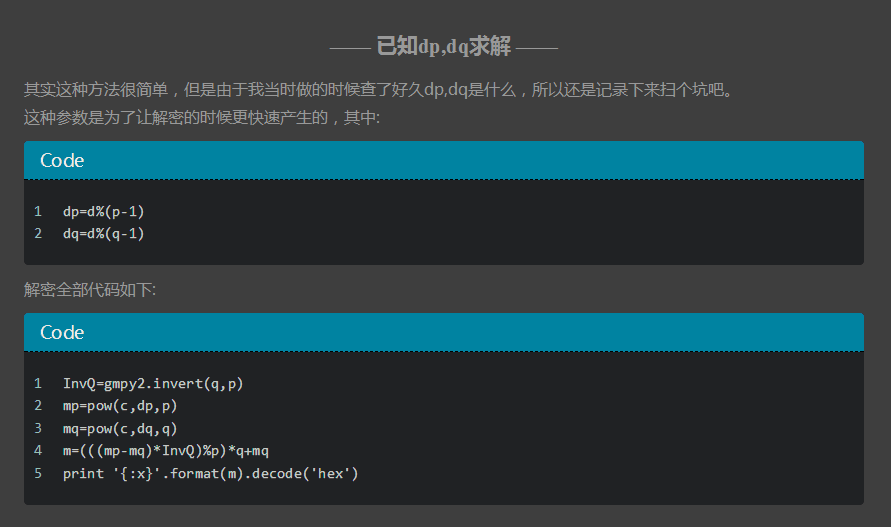 —— 已知dp,dq求解 ——
其实这种方法很简单，但是由于我当时做的时候查了好久dp,dq是什么，所以还是记录下来扫个坑吧。
这种参数是为了让解密的时候更快速产生的，其中:
Code
1 dp=d%(p-1)
2 dq=d%(q-1)
解密全部代码如下:
Code
1 InvQ=gmpy2.invert(q,p)
2 mp=pow(c,dp,p)
3 mq=pow(c,dq,q)
4 m=(((mp-mq)*InvQ)%p)*q+mq
5 print '{:x}'.format(m).decode('hex')